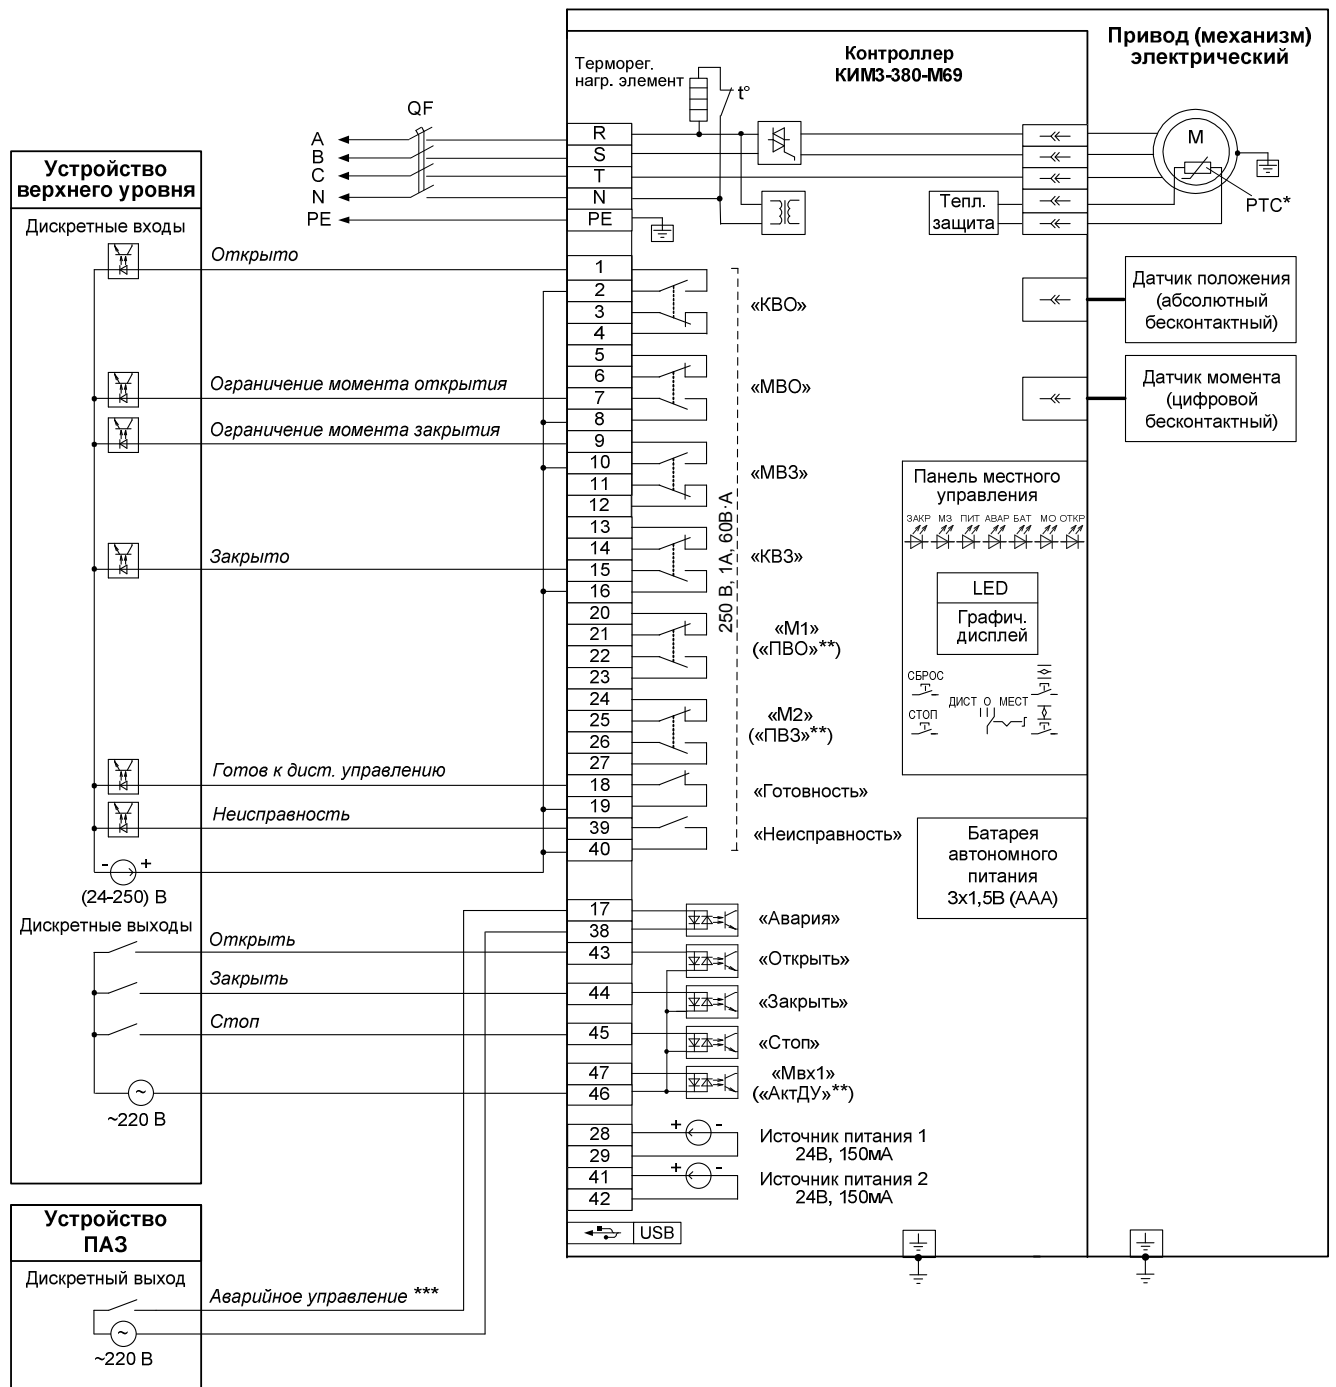 Привод (механизм)
электрический
Контроллер
КИМ3-380-М69
Терморег.
нагр. элемент
t°
QF
A
B
C
N
PE
R
S
T
N
PE
M
Тепл.
защита
PTC*
Устройство
верхнего уровня
Дискретные входы
Открыто
Ограничение момента открытия
Ограничение момента закрытия
Закрыто
Готов к дист. управлению
Неисправность
- +
(24-250) В
Дискретные выходы
Открыть
Закрыть
Стоп
~
~220 В
1
2
3
4
5
6
7
8
9
10
11
12
13
14
15
16
20
21
22
23
24
25
26
27
18
19
39
40
17
38
43
44
45
47
46
28
29
41
42
USB
«КВО»
«МВО»
«МВЗ»
«КВЗ»
«М1»
(«ПВО»**)
«М2»
(«ПВЗ»**)
«Готовность»
«Неисправность»
250 В, 1А, 60В·А
«Авария»
«Открыть»
«Закрыть»
«Стоп»
«Мвх1»
(«АктДУ»**)
+ -
Источник питания 1
24В, 150мА
+ -
Источник питания 2
24В, 150мА
Датчик положения
(абсолютный
бесконтактный)
Датчик момента
(цифровой
бесконтактный)
Панель местного
управления
ЗАКР МЗ ПИТ АВАР БАТ МО ОТКР
LED
Графич.
дисплей
СБРОС
ДИСТ О МЕСТ
СТОП
Батарея
автономного
питания
3х1,5В (ААА)
Устройство
ПАЗ
Дискретный выход
Аварийное управление ***
~
~220 В